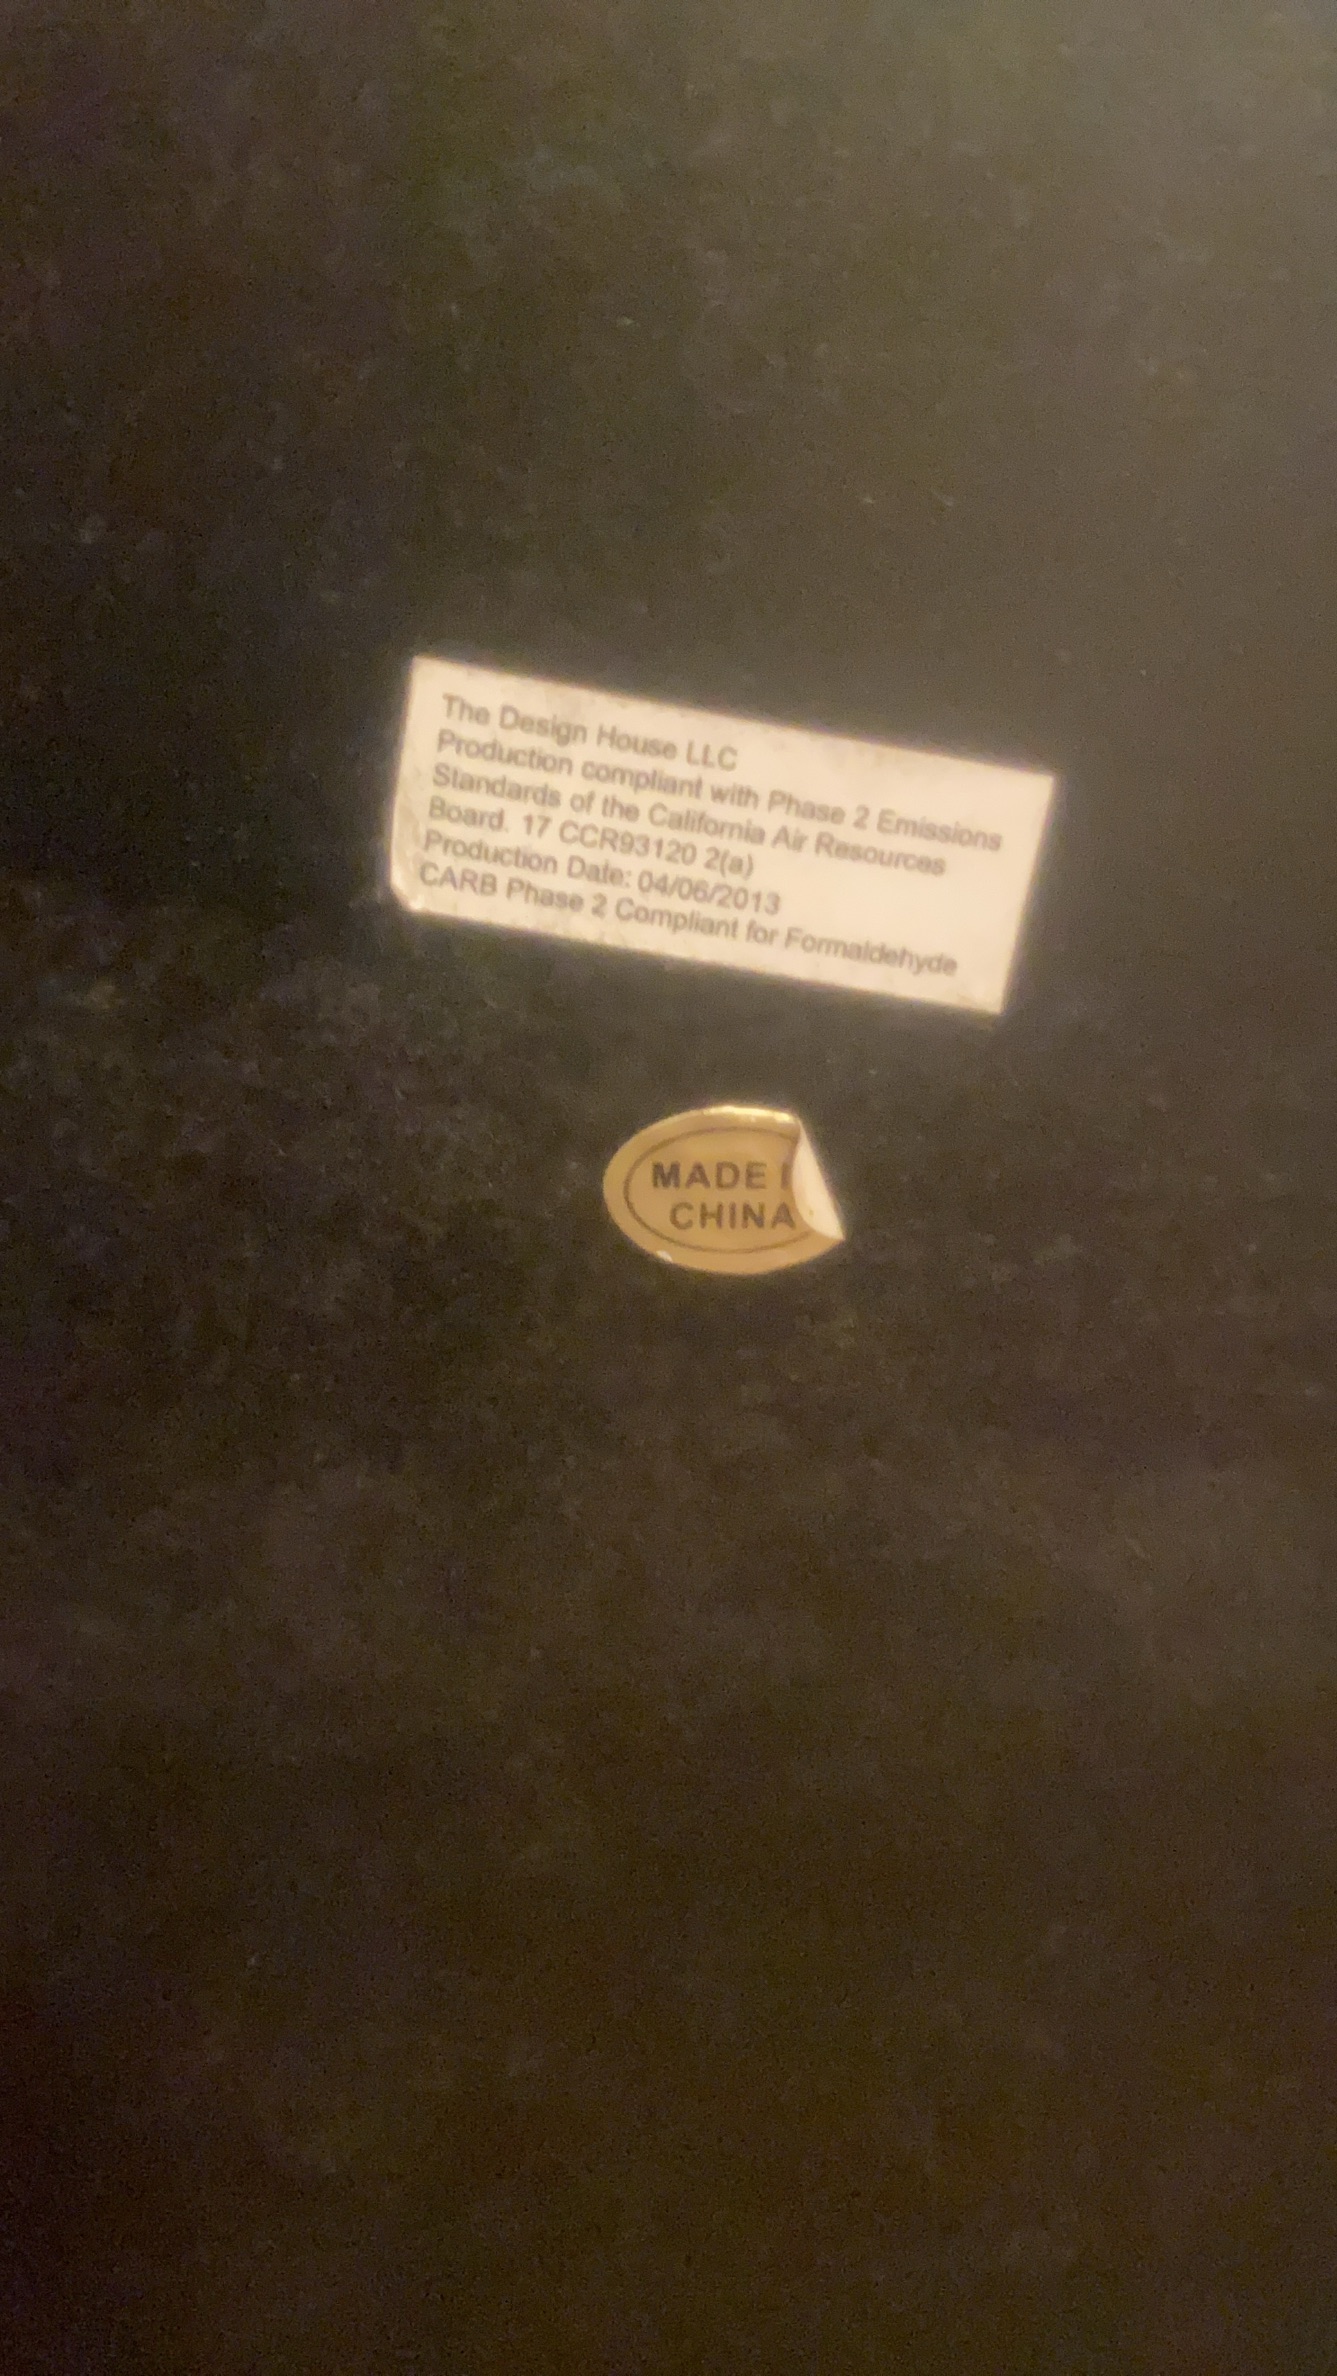 The Design House LLC
Production compliant with Phase 2 Emissions
Standards of the California Air Resources
Board. 17 CCR93120 2(a)
Production Date: 04/06/2013
CARB Phase 2 Compliant for Formaldehyde
MADE I
CHINA